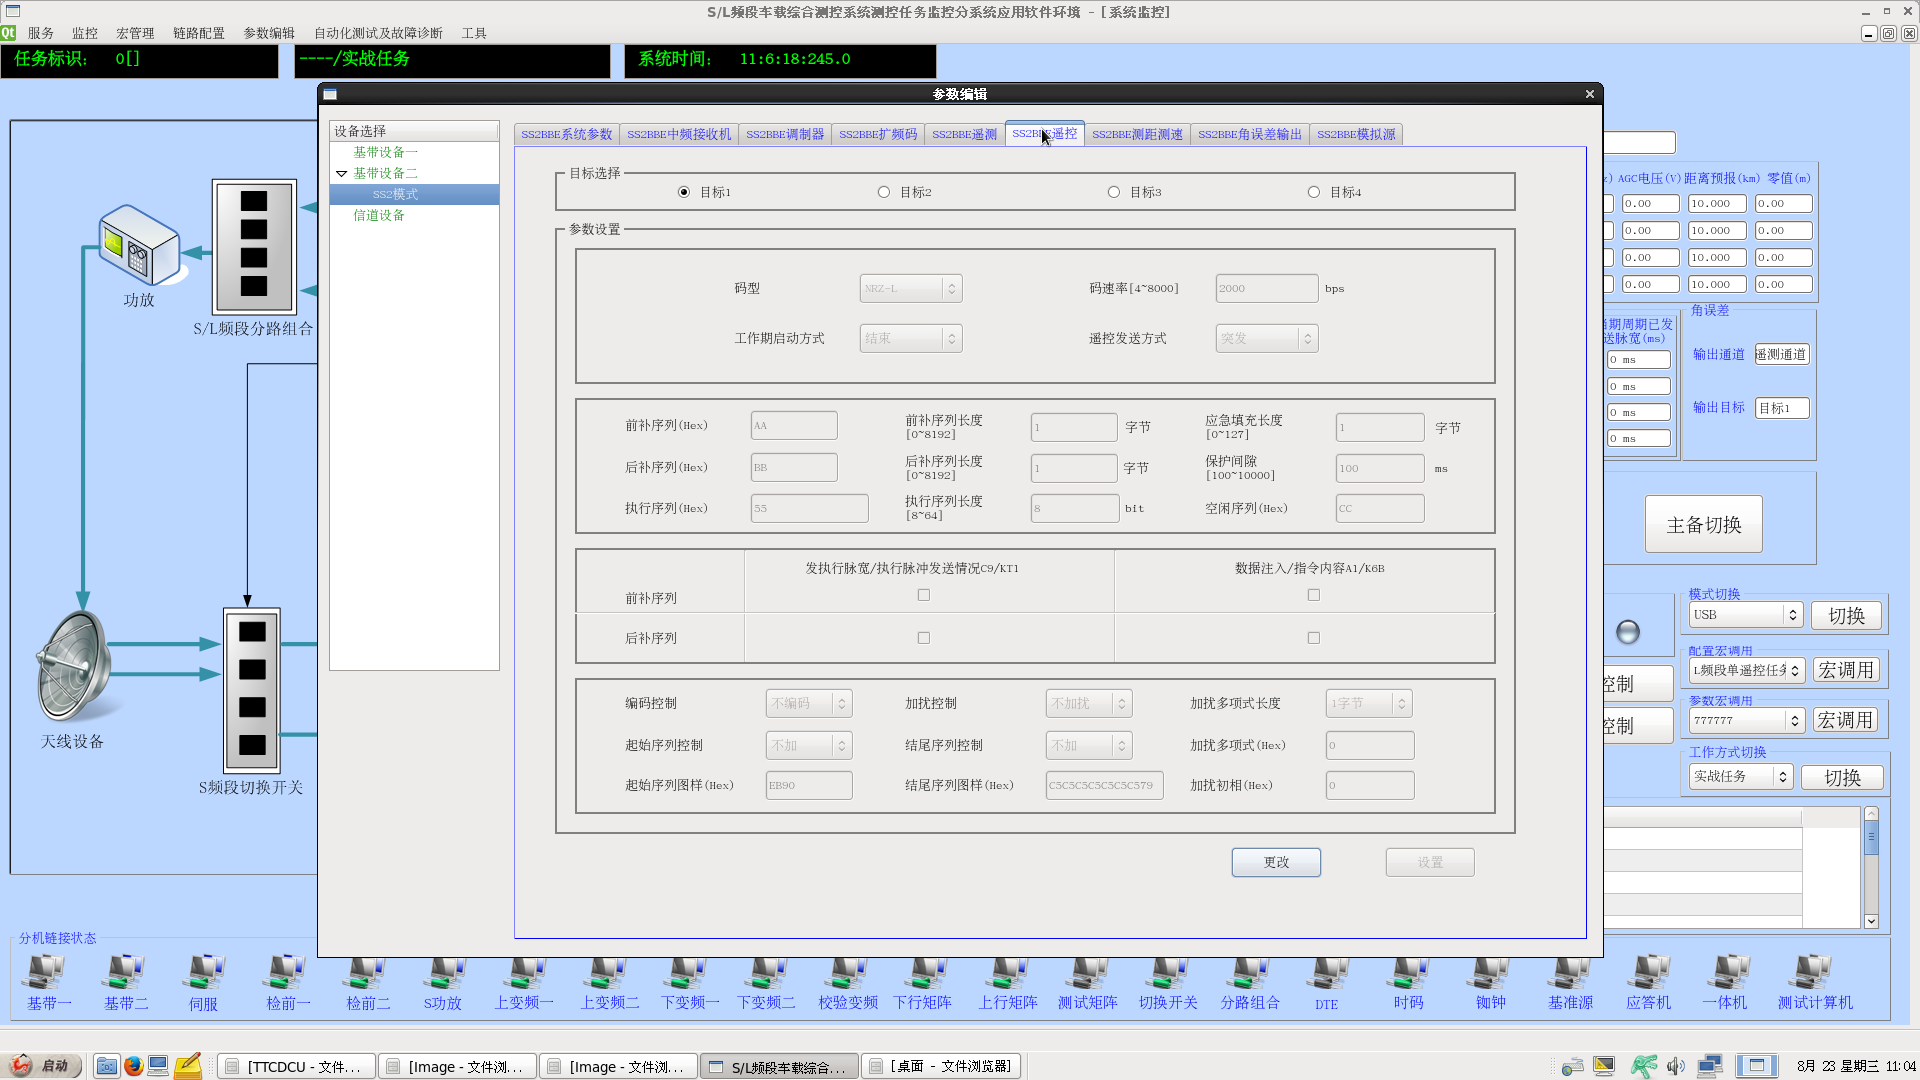 S/L频段车载综合测控系统测控任务监控分系统应用软件环境 - [系统监控]
服务 监控 宏管理 链路配置 参数编辑 自动化测试及故障诊断 工具
任务标识: 0[] ----/实战任务 系统时间: 11:6:18:245.0
参数编辑
设备选择
基带设备一
基带设备二
SS2模式
信道设备
SS2BBE系统参数 SS2BBE中频接收机 SS2BBE调制器 SS2BBE扩频码 SS2BBE遥测 SS2BBE遥控 SS2BBE测距测速 SS2BBE角误差输出 SS2BBE模拟源
目标选择
目标1 目标2 目标3 目标4
参数设置
码型 NRZ-L 码速率[4~8000] 2000 bps
工作期启动方式 结束 遥控发送方式 突发
前补序列(Hex) AA 前补序列长度 [0~8192] 1 字节 应急填充长度 [0~127] 1 字节
后补序列(Hex) BB 后补序列长度 [0~8192] 1 字节 保护间隙 [100~10000] 100 ms
执行序列(Hex) 55 执行序列长度 [8~64] 8 bit 空闲序列(Hex) CC
发执行脉宽/执行脉冲发送情况C9/KT1 数据注入/指令内容A1/K6B
前补序列
后补序列
编码控制 不编码 加扰控制 不加扰 加扰多项式长度 1字节
起始序列控制 不加 结尾序列控制 不加 加扰多项式(Hex) 0
起始序列图样(Hex) EB90 结尾序列图样(Hex) C5C5C5C5C5C5C579 加扰初相(Hex) 0
更改 设置
功放
S/L频段分路组合
天线设备
S频段切换开关
AGC电压(V) 距离预报(km) 零值(m)
0.00 10.000 0.00
0.00 10.000 0.00
0.00 10.000 0.00
0.00 10.000 0.00
期周期已发
送脉宽(ms)
0 ms
0 ms
0 ms
0 ms
角误差
输出通道 遥测通道
输出目标 目标1
主备切换
模式切换
USB 切换
配置宏调用
L频段单遥控任务 宏调用
控制
参数宏调用
777777 宏调用
控制
工作方式切换
实战任务 切换
分机链接状态
基带一 基带二 伺服 检前一 检前二 S功放 上变频一 上变频二 下变频一 下变频二 校验变频 下行矩阵 上行矩阵 测试矩阵 切换开关 分路组合 DTE 时码 铷钟 基准源 应答机 一体机 测试计算机
启动 [TTCDCU - 文件... [Image - 文件浏... [Image - 文件浏... S/L频段车载综合... [桌面 - 文件浏览器] 8月 23 星期三 11:04